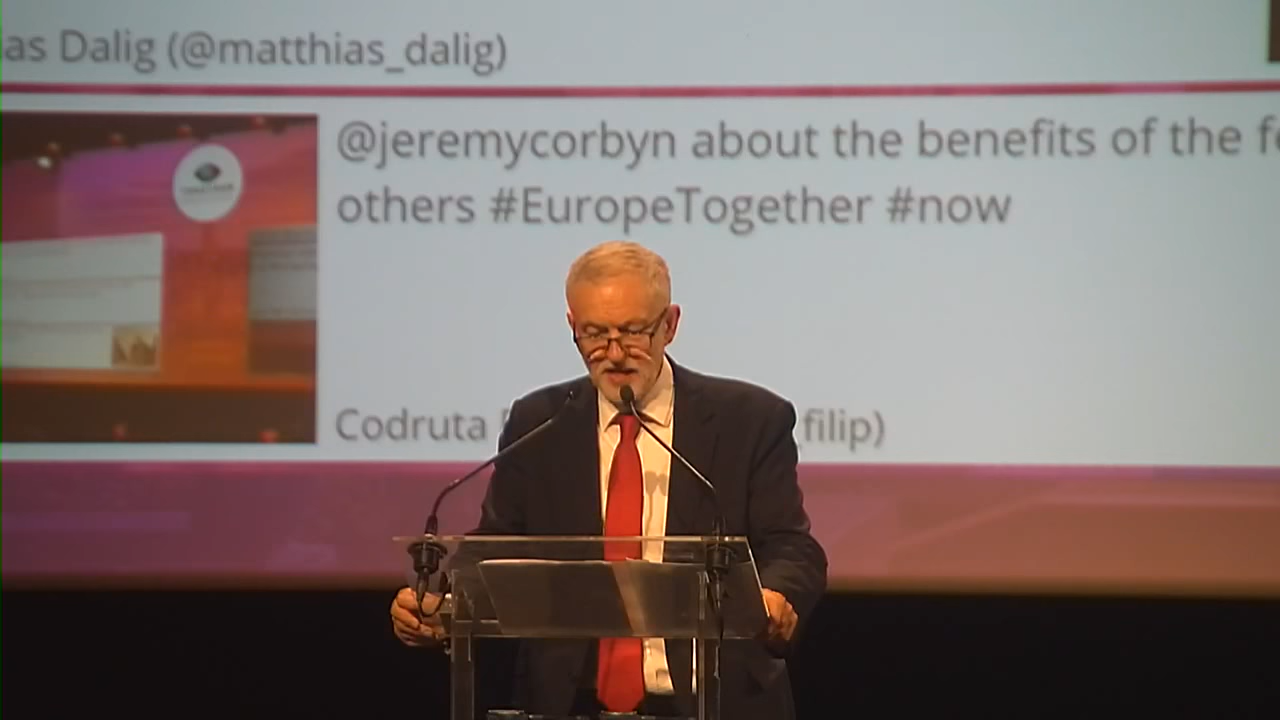 as Dalig (@matthias_dalig)
@jeremycorbyn about the benefits of the
others #EuropeTogether #now
Codruta filip)